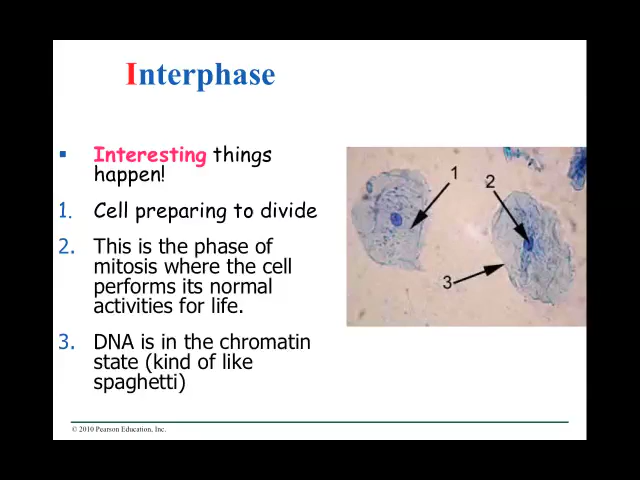 Interphase
▪ Interesting things
happen!
1. Cell preparing to divide
2. This is the phase of
mitosis where the cell
performs its normal
activities for life.
3. DNA is in the chromatin
state (kind of like
spaghetti)
1
2
3
© 2010 Pearson Education, Inc.